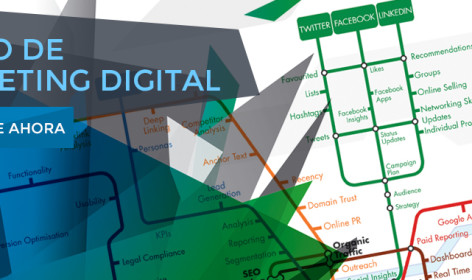 O DE
ETING DIGITAL
E AHORA
TWITTER
FACEBOOK
LINKEDIN
Favourited
Lists
Hashtags
Tweets
Likes
Facebook
Apps
Facebook
Insights
Status
Updates
Recommendations
Groups
Online Selling
Networking Sk
Updates
Individual Pro
Campaign
Plan
Audience
Strategy
Deep
Linking
Competitor
Analysis
Personas
Anchor Text
Lead
Generation
Recency
Domain Trust
Online PR
Functionality
Usability
KPIs
Analysis
Reporting
Segmentation
rsion Optimisation
Legal Compliance
SEO
Organic
Traffic
Outreach
Google A
Paid Reporting
Dashboard
Real Time
l Insights